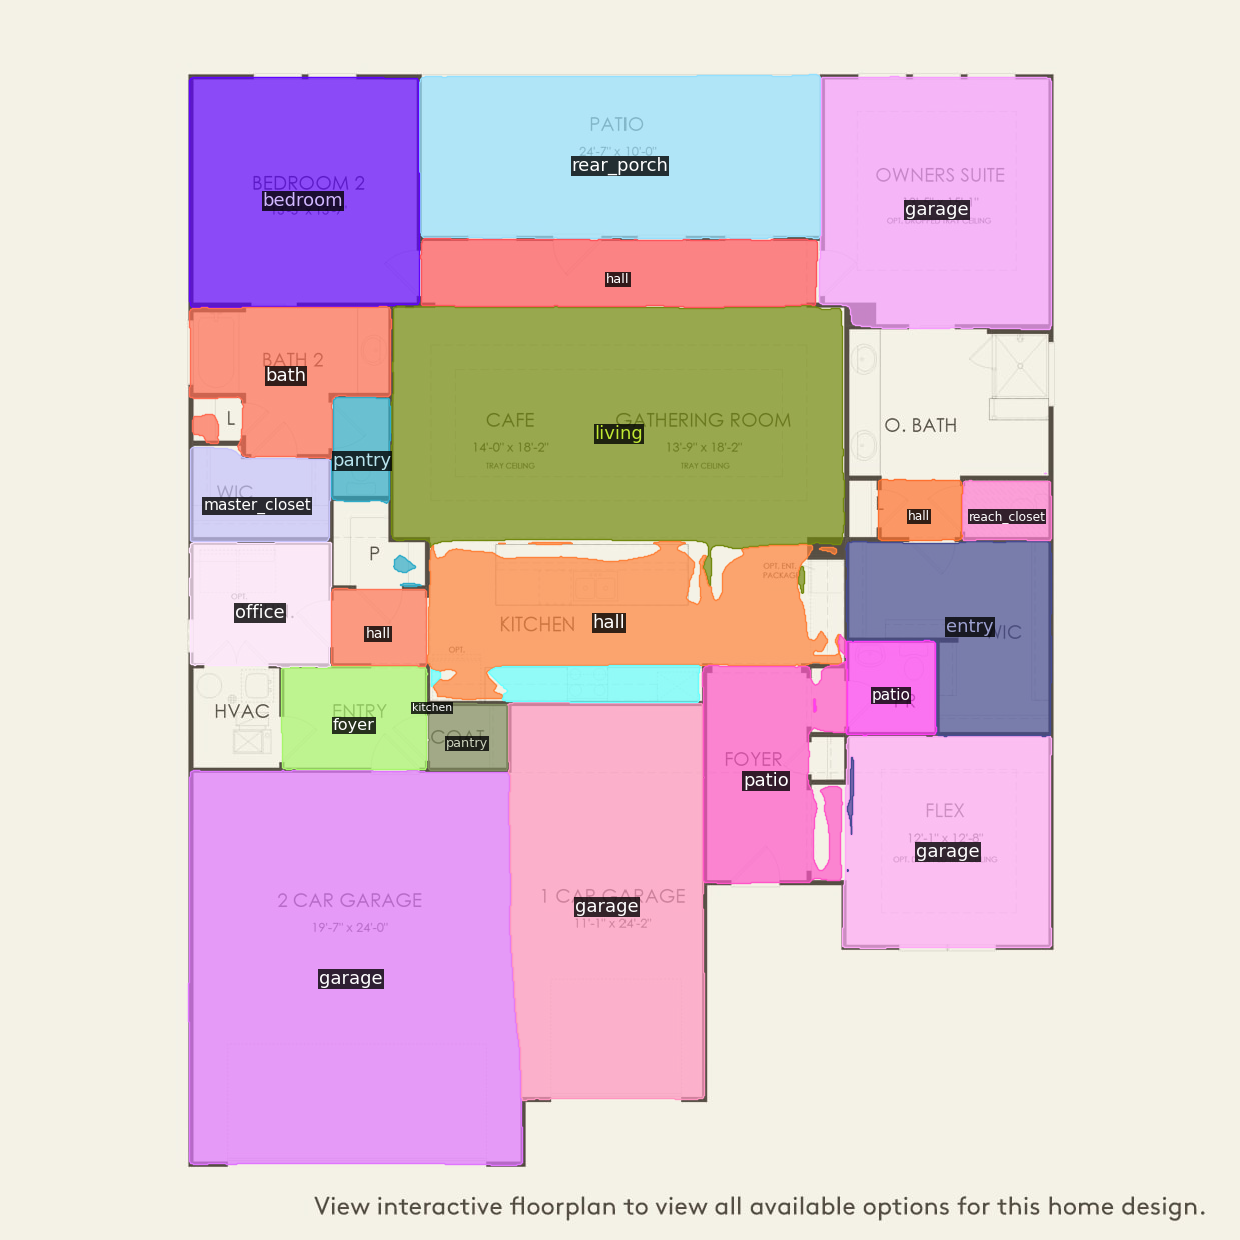 PATIO
24'-7" x 10'-0"
rear_porch
BEDROOM 2
bedroom
OWNERS SUITE
garage
hall
BATH 2
bath
L
CAFE
GATHERING ROOM
living
14'-0" x 18'-2"
13'-9" x 18'-2"
TRAY CEILING
TRAY CEILING
O. BATH
pantry
WIC
master_closet
hall
reach_closet
P
OPT. ENT.
PACKAGE
OPT.
office
hall
KITCHEN
hall
OPT.
entry
WIC
patio
HVAC
ENTRY
foyer
kitchen
COAT
pantry
FOYER
patio
FLEX
12'-1" x 12'-8"
garage
2 CAR GARAGE
19'-7" x 24'-0"
garage
1 CAR GARAGE
garage
11'-1" x 24'-2"
View interactive floorplan to view all available options for this home design.